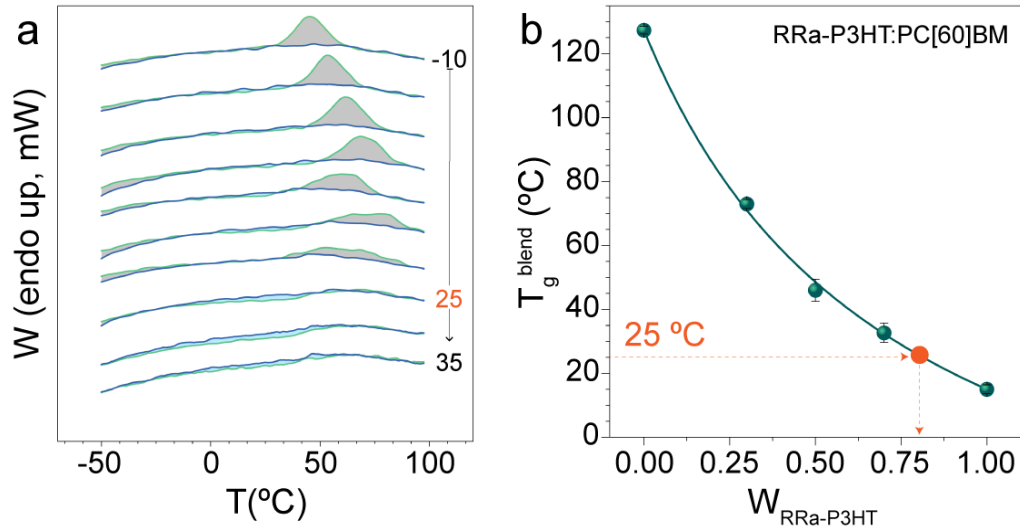 a
W (endo up, mW)
-10
25
35
-50
0
50
100
T(ºC)
b
RRa-P3HT:PC[60]BM
T_g^blend (ºC)
120
100
80
60
40
20
0
25 ºC
0.00
0.25
0.50
0.75
1.00
W_RRa-P3HT